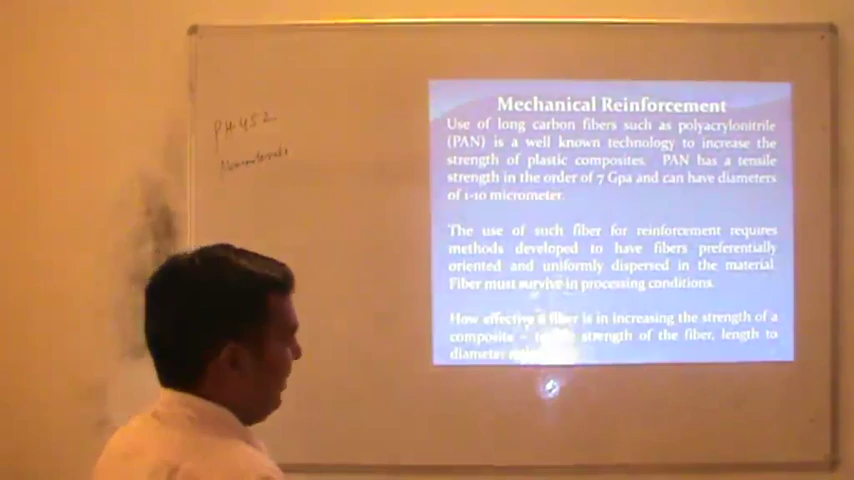 PH-452
Nanomaterials
Mechanical Reinforcement
Use of long carbon fibers such as polyacrylonitrile
(PAN) is a well known technology to increase the
strength of plastic composites. PAN has a tensile
strength in the order of 7 Gpa and can have diameters
of 1-10 micrometer.
The use of such fiber for reinforcement requires
methods developed to have fibers preferentially
oriented and uniformly dispersed in the material.
Fiber must survive in processing conditions.
How effective a fiber is in increasing the strength of a
composite – strength of the fiber, length to
diameter